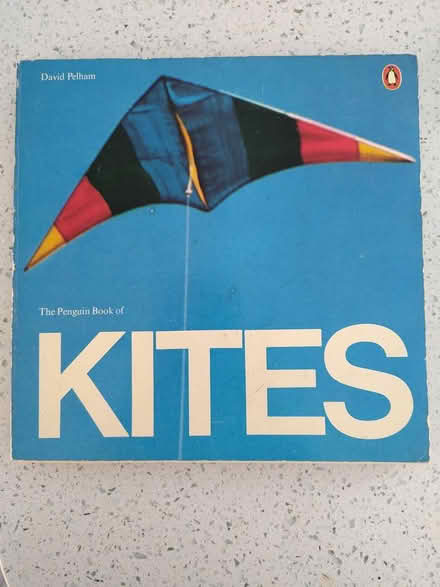 David Pelham
The Penguin Book of
KITES